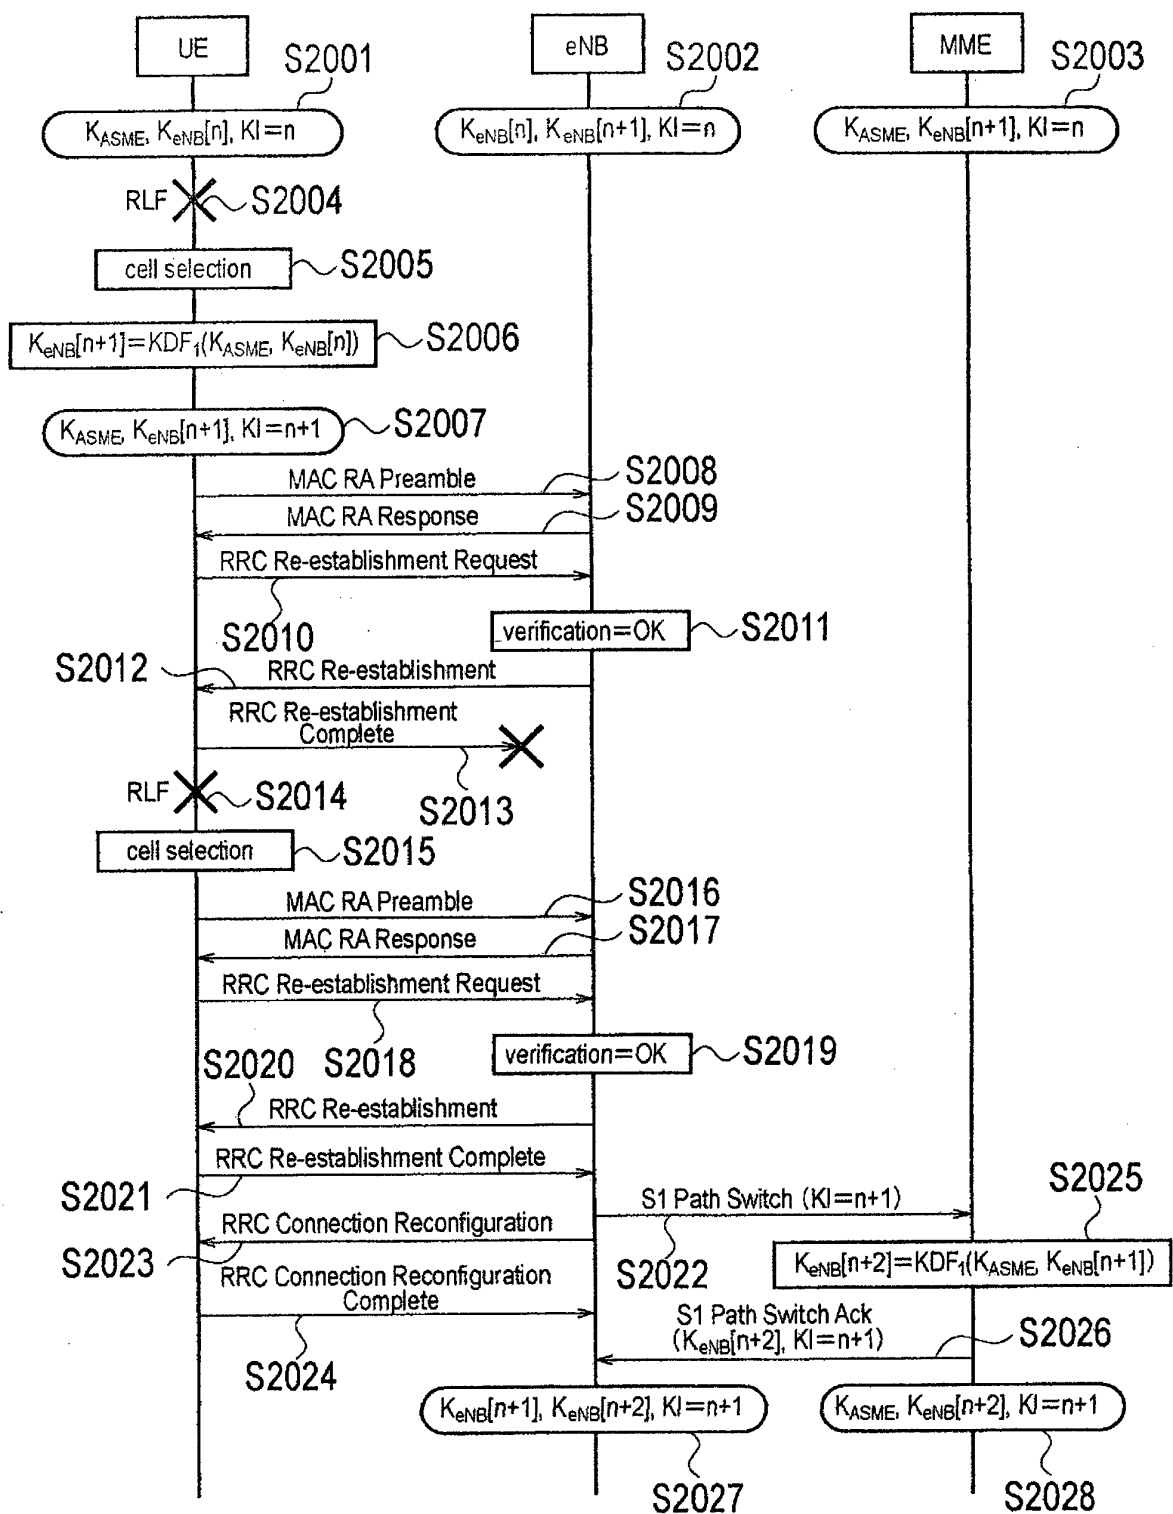 UE
eNB
MME
S2001
S2002
S2003
KASME, KeNB[n], KI=n
KeNB[n], KeNB[n+1], KI=n
KASME, KeNB[n+1], KI=n
RLF
S2004
cell selection
S2005
KeNB[n+1]=KDF1(KASME, KeNB[n])
S2006
KASME, KeNB[n+1], KI=n+1
S2007
MAC RA Preamble
S2008
MAC RA Response
S2009
RRC Re-establishment Request
S2010
verification=OK
S2011
S2012
RRC Re-establishment
RRC Re-establishment
Complete
S2013
RLF
S2014
cell selection
S2015
MAC RA Preamble
S2016
MAC RA Response
S2017
RRC Re-establishment Request
S2018
verification=OK
S2019
S2020
RRC Re-establishment
RRC Re-establishment Complete
S2021
S1 Path Switch (KI=n+1)
S2022
S2025
RRC Connection Reconfiguration
S2023
KeNB[n+2]=KDF1(KASME, KeNB[n+1])
RRC Connection Reconfiguration
Complete
S2024
S1 Path Switch Ack
(KeNB[n+2], KI=n+1)
S2026
KeNB[n+1], KeNB[n+2], KI=n+1
KASME, KeNB[n+2], KI=n+1
S2027
S2028